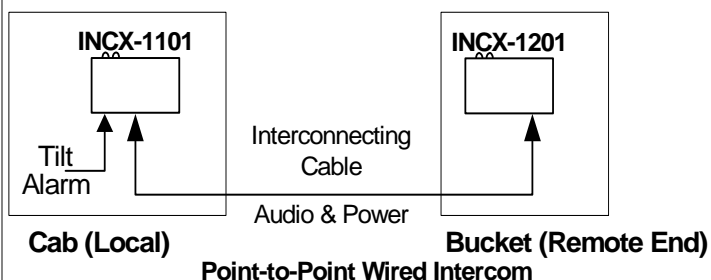 INCX-1101
INCX-1201
Tilt
Alarm
Interconnecting
Cable
Audio & Power
Cab (Local)
Bucket (Remote End)
Point-to-Point Wired Intercom